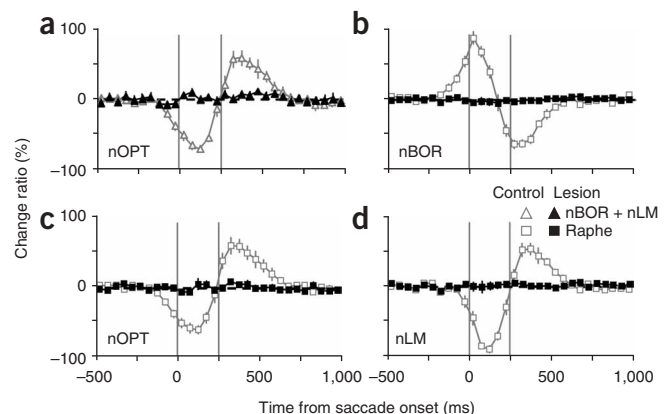 a
b
100
0
−100
nOPT
nBOR
Control Lesion
nBOR + nLM
Raphe
Change ratio (%)
c
d
100
0
−100
nOPT
nLM
−500 0 500 1,000
−500 0 500 1,000
Time from saccade onset (ms)